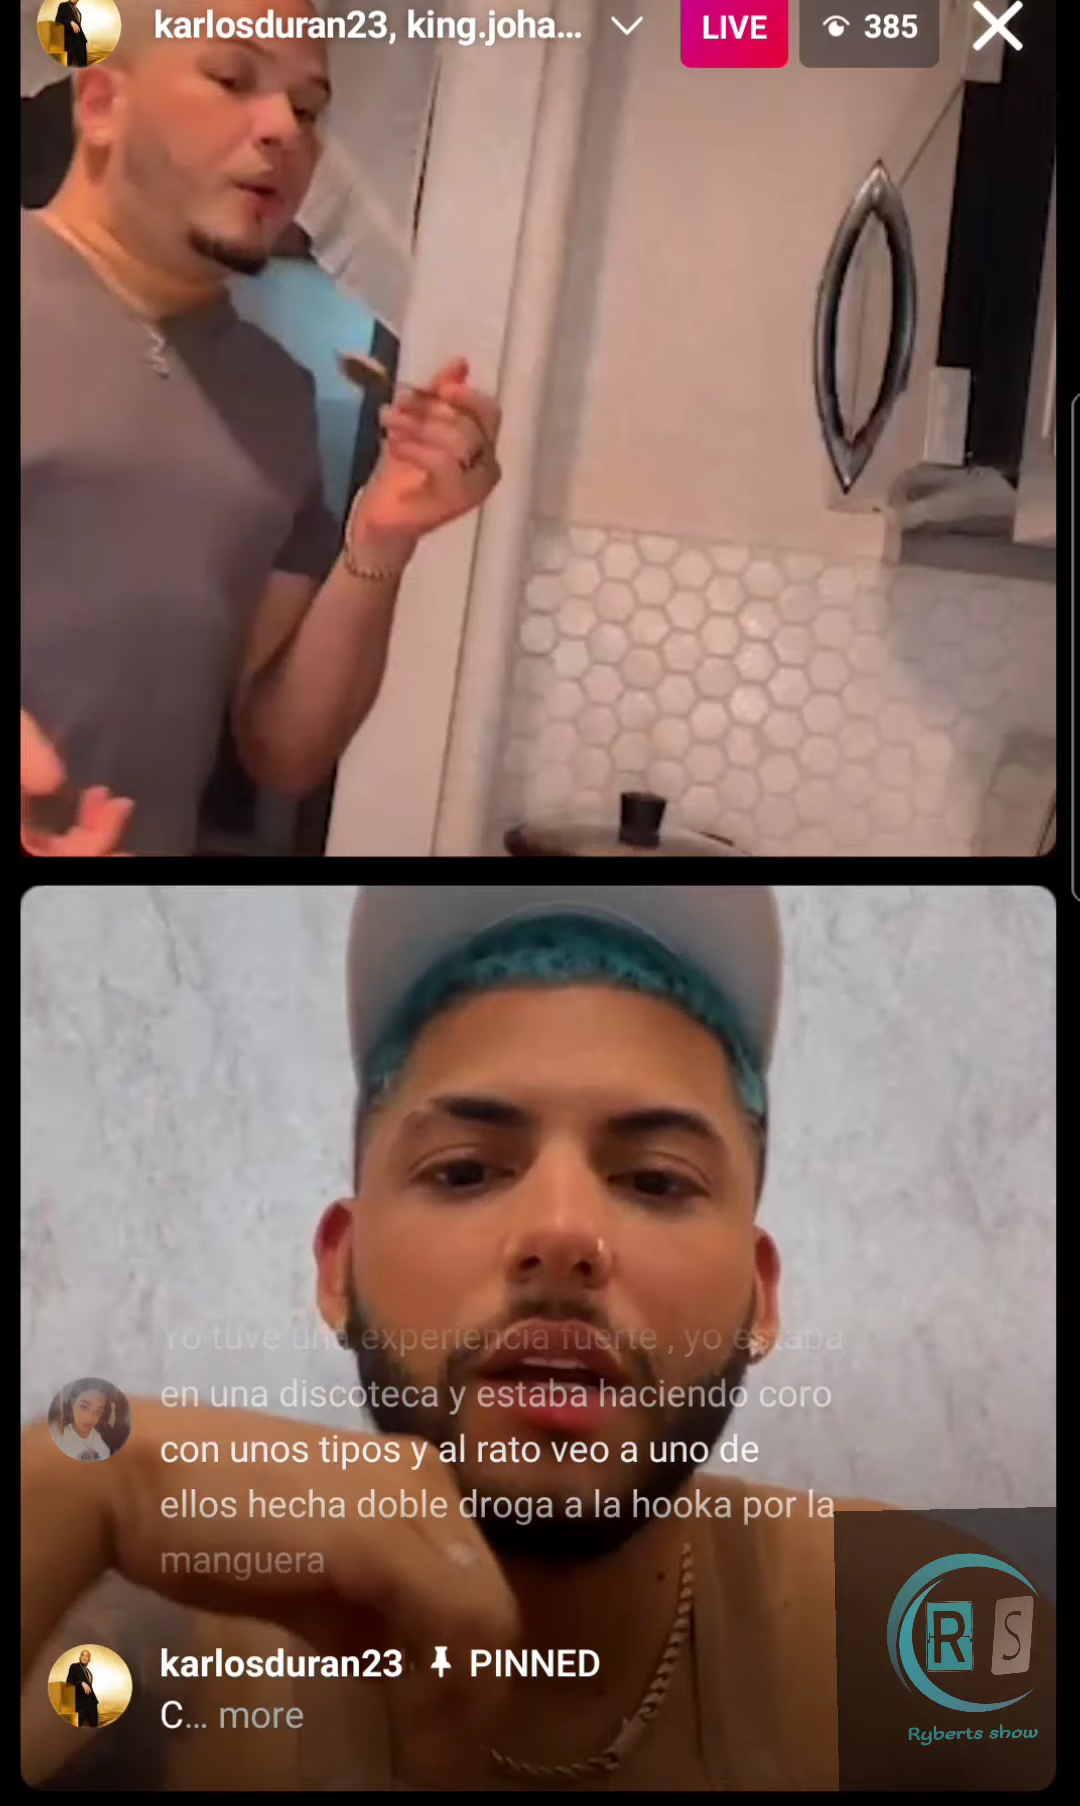 karlosduran23, king.joha...
LIVE
385
Yo tuve una experiencia fuerte , yo estaba
en una discoteca y estaba haciendo coro
con unos tipos y al rato veo a uno de
ellos hecha doble droga a la hooka por la
manguera
karlosduran23 PINNED
C... more
RS
Ryberts show